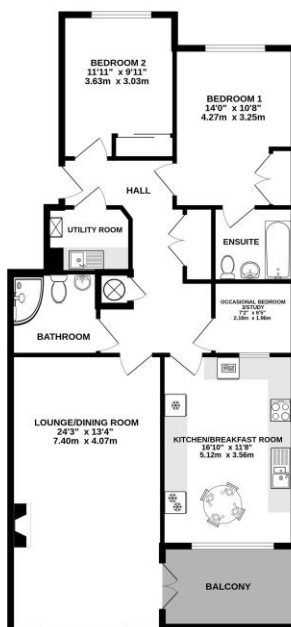 BEDROOM 2
11'11" x 9'11"
3.63m x 3.03m
BEDROOM 1
14'0" x 10'8"
4.27m x 3.25m
HALL
UTILITY ROOM
ENSUITE
OCCASIONAL BEDROOM
3/STUDY
7'2" x 6'5"
2.18m x 1.96m
BATHROOM
LOUNGE/DINING ROOM
24'3" x 13'4"
7.40m x 4.07m
KITCHEN/BREAKFAST ROOM
16'10" x 11'8"
5.12m x 3.56m
BALCONY